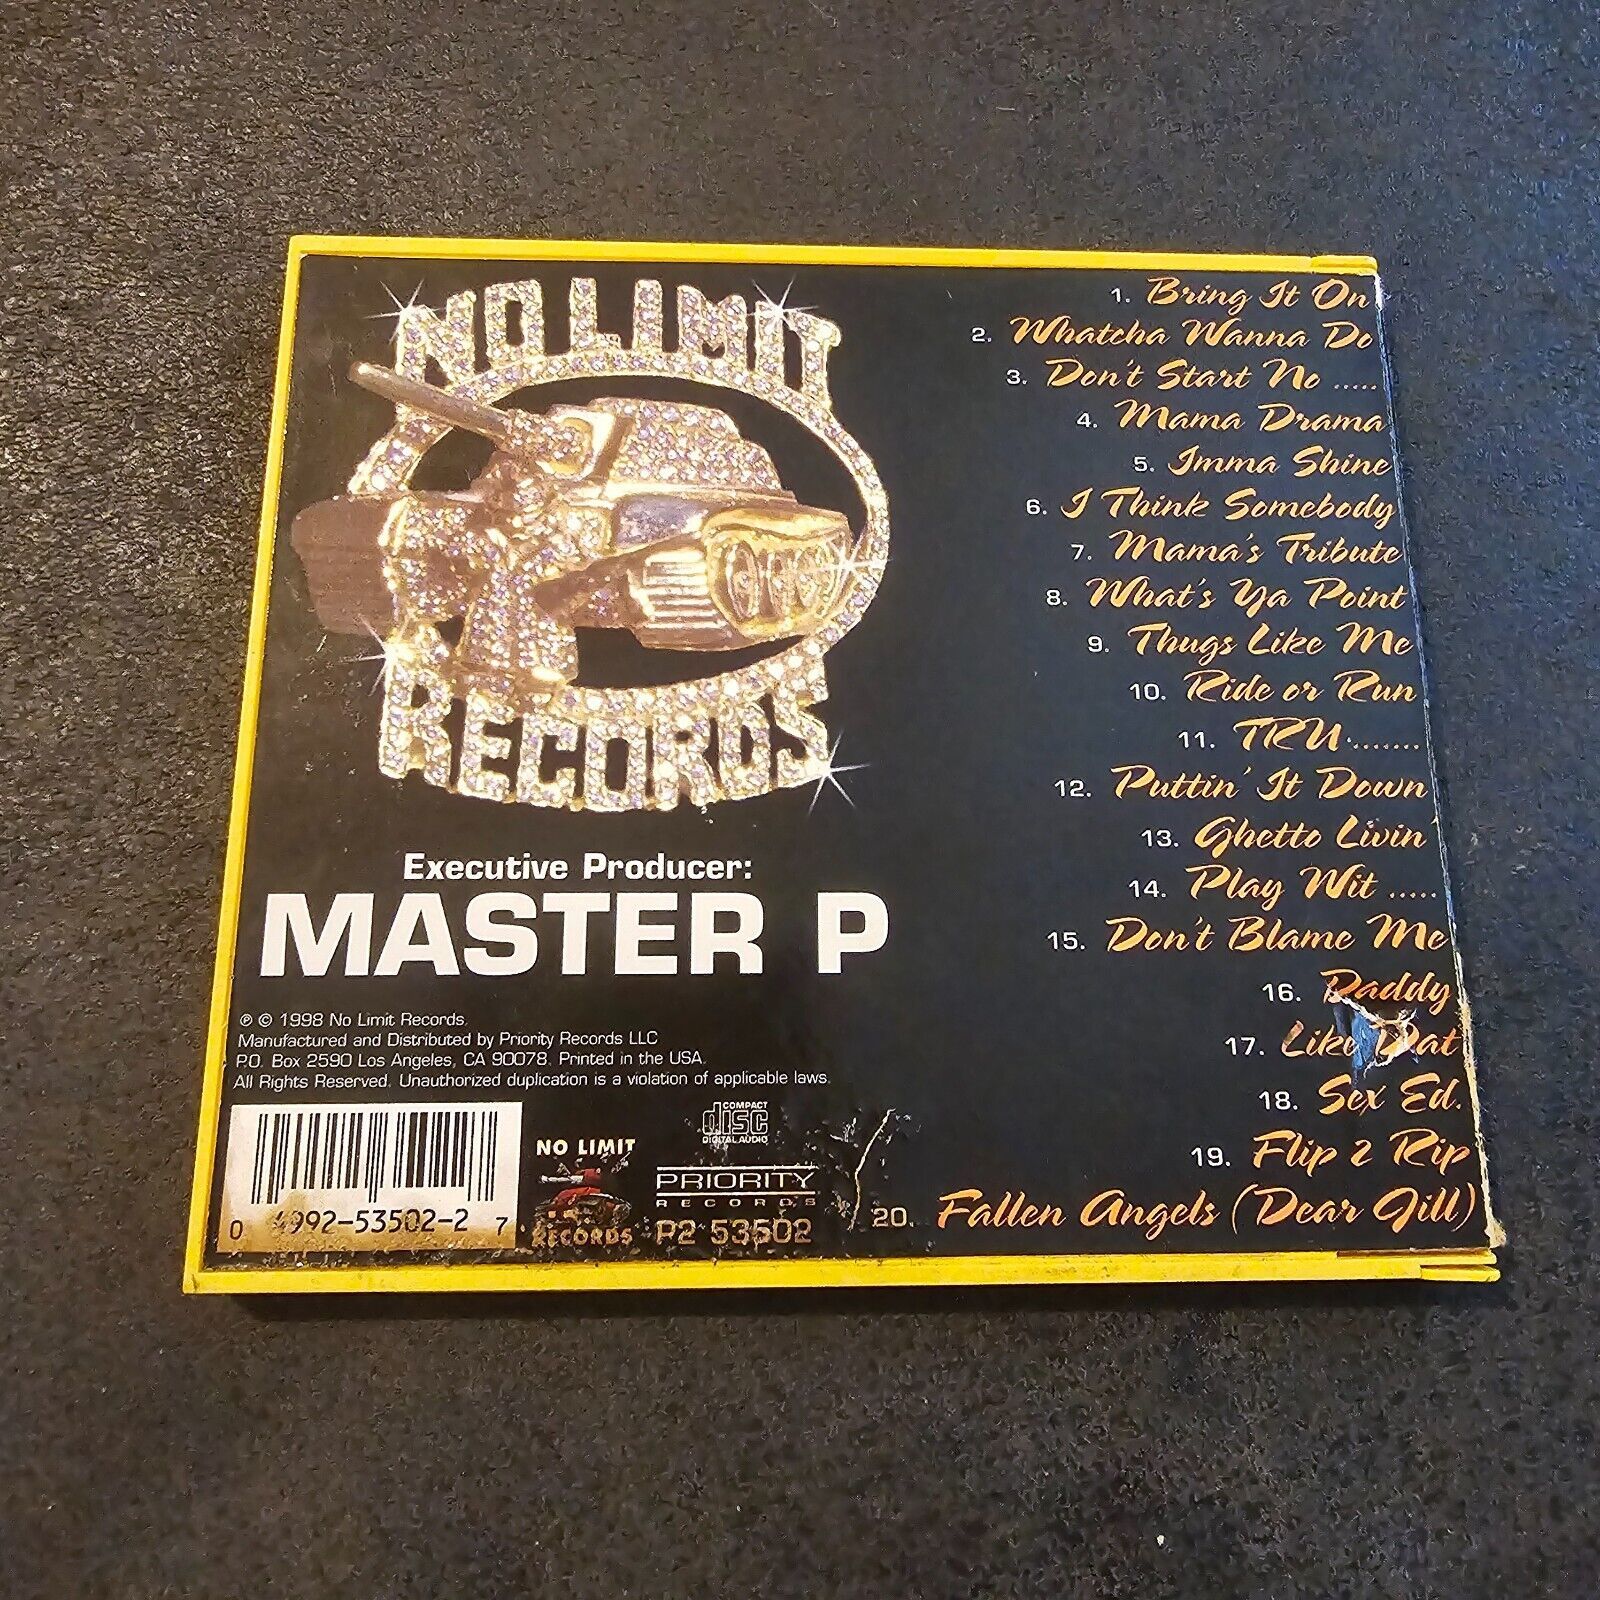 NO LIMIT
RECORDS
Executive Producer:
MASTER P
℗ © 1998 No Limit Records.
Manufactured and Distributed by Priority Records LLC
P.O. Box 2590 Los Angeles, CA 90078. Printed in the USA.
All Rights Reserved. Unauthorized duplication is a violation of applicable laws.
0 4992-53502-2 7
NO LIMIT
RECORDS
COMPACT
disc
DIGITAL AUDIO
PRIORITY
RECORDS
P2 53502
1. Bring It On
2. Whatcha Wanna Do
3. Don't Start No .....
4. Mama Drama
5. Imma Shine
6. I Think Somebody
7. Mama's Tribute
8. What's Ya Point
9. Thugs Like Me
10. Ride or Run
11. TRU ........
12. Puttin' It Down
13. Ghetto Livin'
14. Play Wit .....
15. Don't Blame Me
16. Daddy
17. Like Dat
18. Sex Ed.
19. Flip 2 Rip
20. Fallen Angels (Dear Jill)